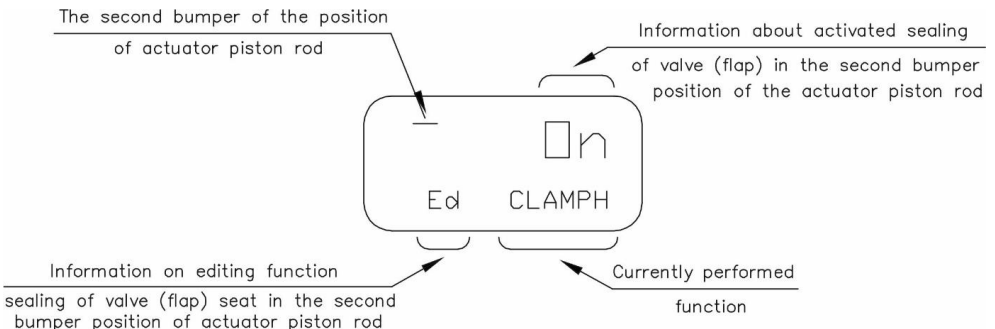 The second bumper of the position
of actuator piston rod
Information about activated sealing
of valve (flap) in the second bumper
position of the actuator piston rod
On
Ed CLAMPH
Information on editing function
sealing of valve (flap) seat in the second
bumper position of actuator piston rod
Currently performed
function